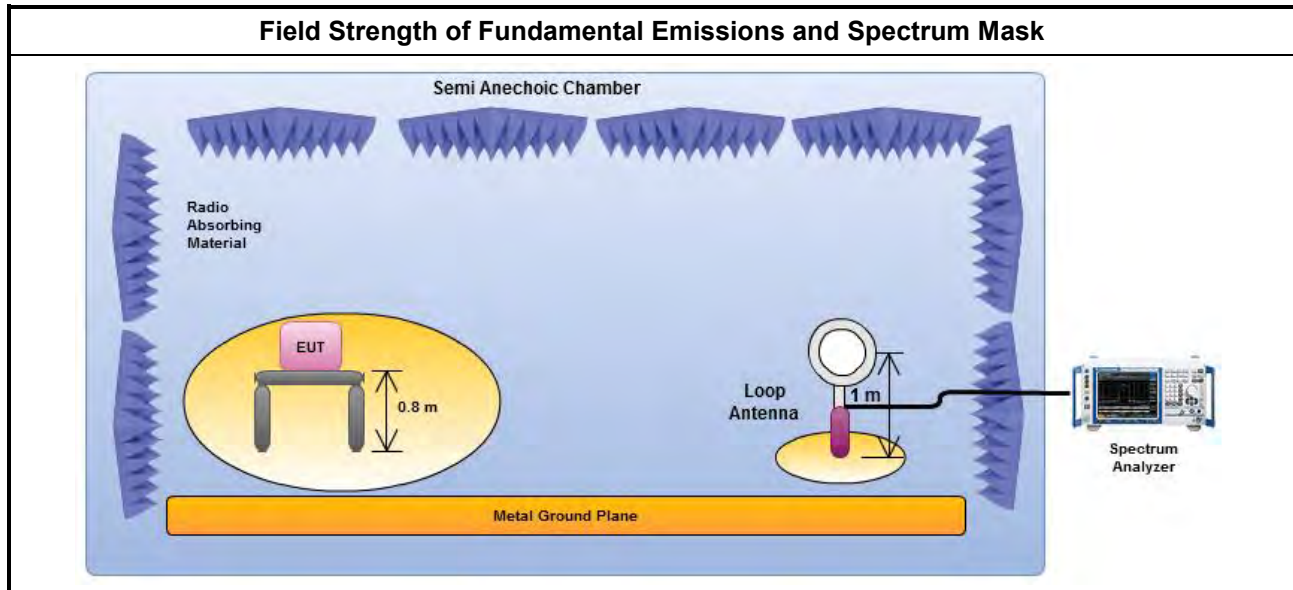 Field Strength of Fundamental Emissions and Spectrum Mask
Semi Anechoic Chamber
Radio
Absorbing
Material
EUT
0.8 m
Loop
Antenna
1 m
Spectrum
Analyzer
Metal Ground Plane